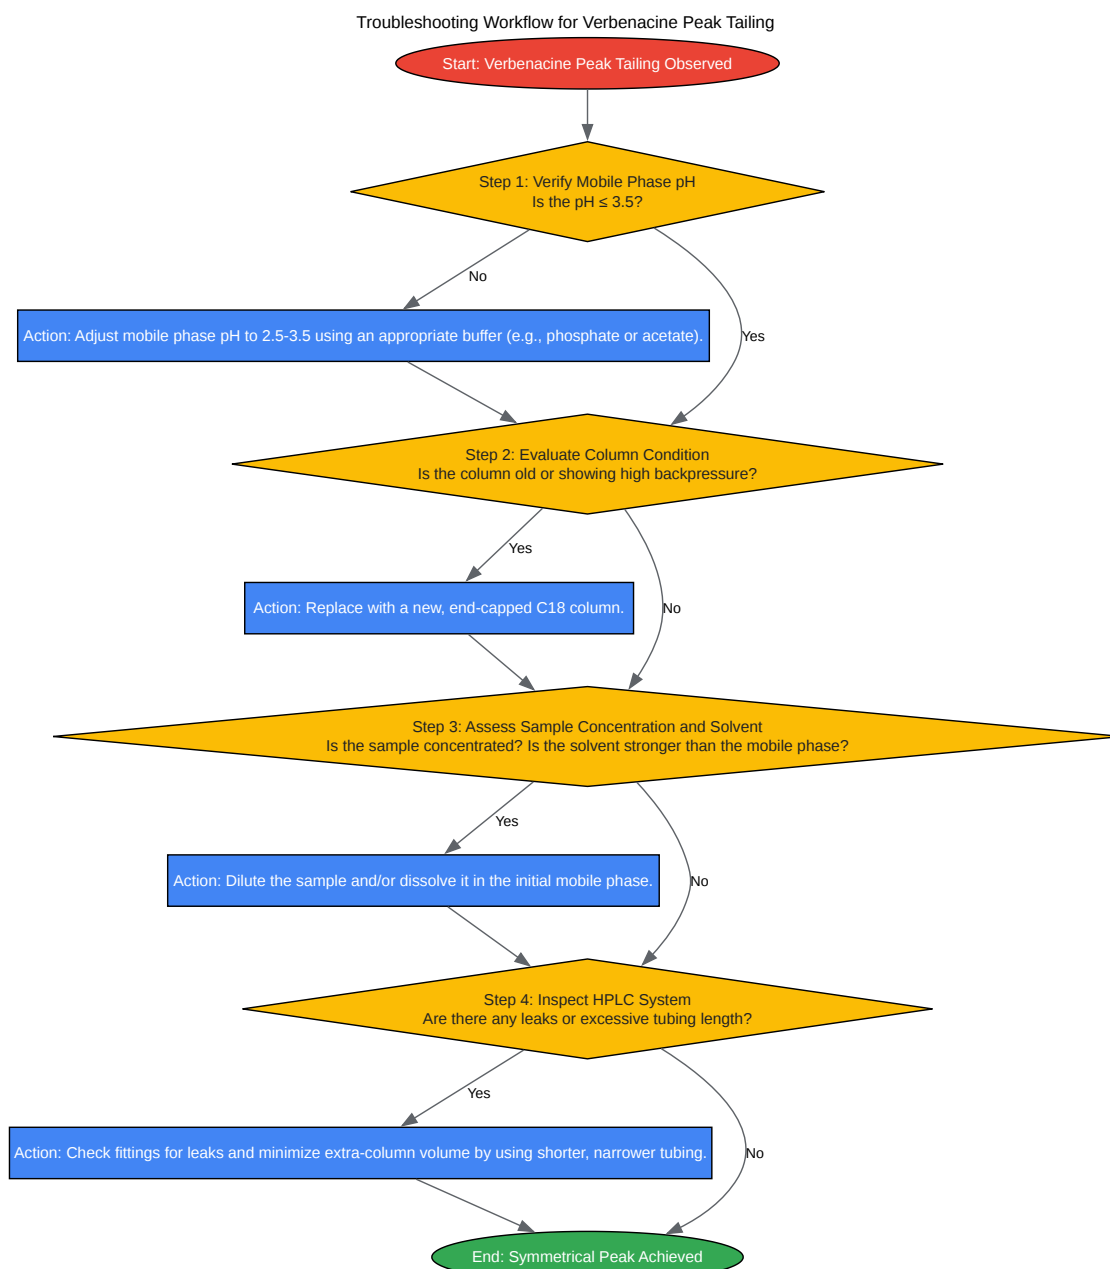 Troubleshooting Workflow for Verbenacine Peak Tailing
Start: Verbenacine Peak Tailing Observed
Step 1: Verify Mobile Phase pH
Is the pH ≤ 3.5?
No
Yes
Action: Adjust mobile phase pH to 2.5-3.5 using an appropriate buffer (e.g., phosphate or acetate).
Step 2: Evaluate Column Condition
Is the column old or showing high backpressure?
Yes
No
Action: Replace with a new, end-capped C18 column.
Step 3: Assess Sample Concentration and Solvent
Is the sample concentrated? Is the solvent stronger than the mobile phase?
Yes
No
Action: Dilute the sample and/or dissolve it in the initial mobile phase.
Step 4: Inspect HPLC System
Are there any leaks or excessive tubing length?
Yes
No
Action: Check fittings for leaks and minimize extra-column volume by using shorter, narrower tubing.
End: Symmetrical Peak Achieved